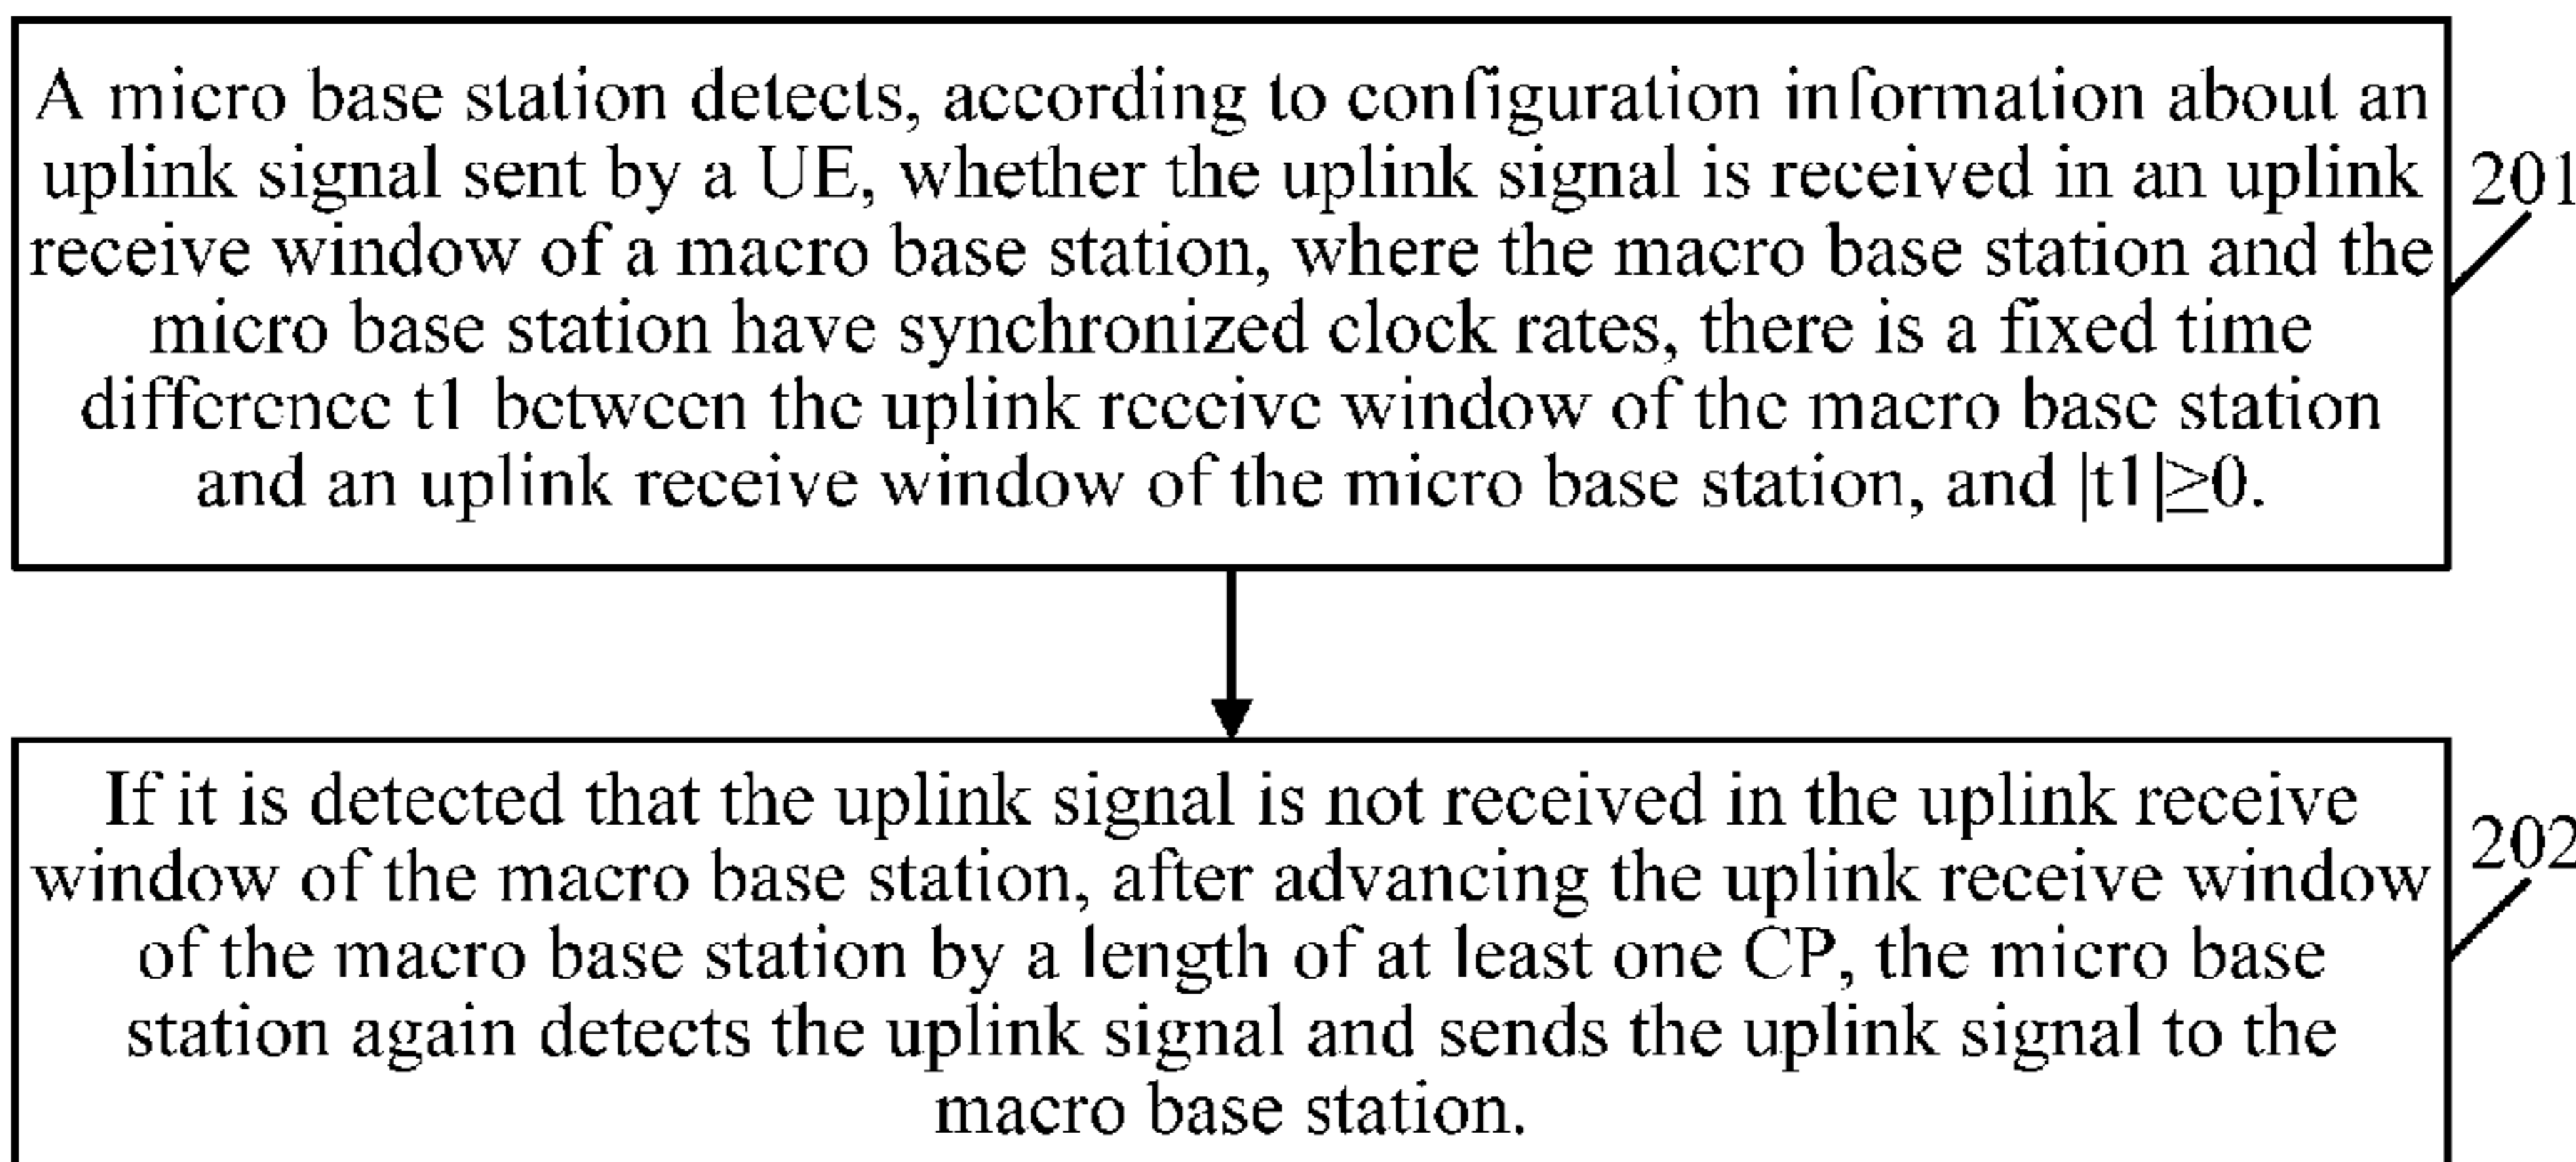 A micro base station detects, according to configuration information about an
uplink signal sent by a UE, whether the uplink signal is received in an uplink
receive window of a macro base station, where the macro base station and the
micro base station have synchronized clock rates, there is a fixed time
difference t1 between the uplink receive window of the macro base station
and an uplink receive window of the micro base station, and |t1|≥0.
201
If it is detected that the uplink signal is not received in the uplink receive
window of the macro base station, after advancing the uplink receive window
of the macro base station by a length of at least one CP, the micro base
station again detects the uplink signal and sends the uplink signal to the
macro base station.
202